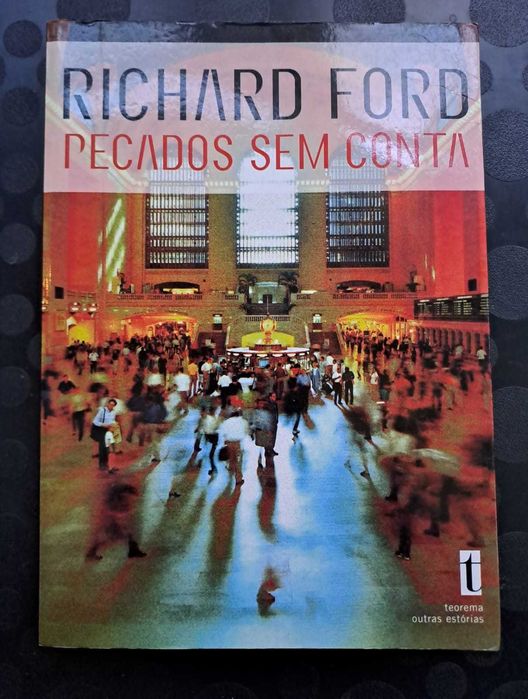 RICHARD FORD
PECADOS SEM CONTA
t
teorema
outras estórias